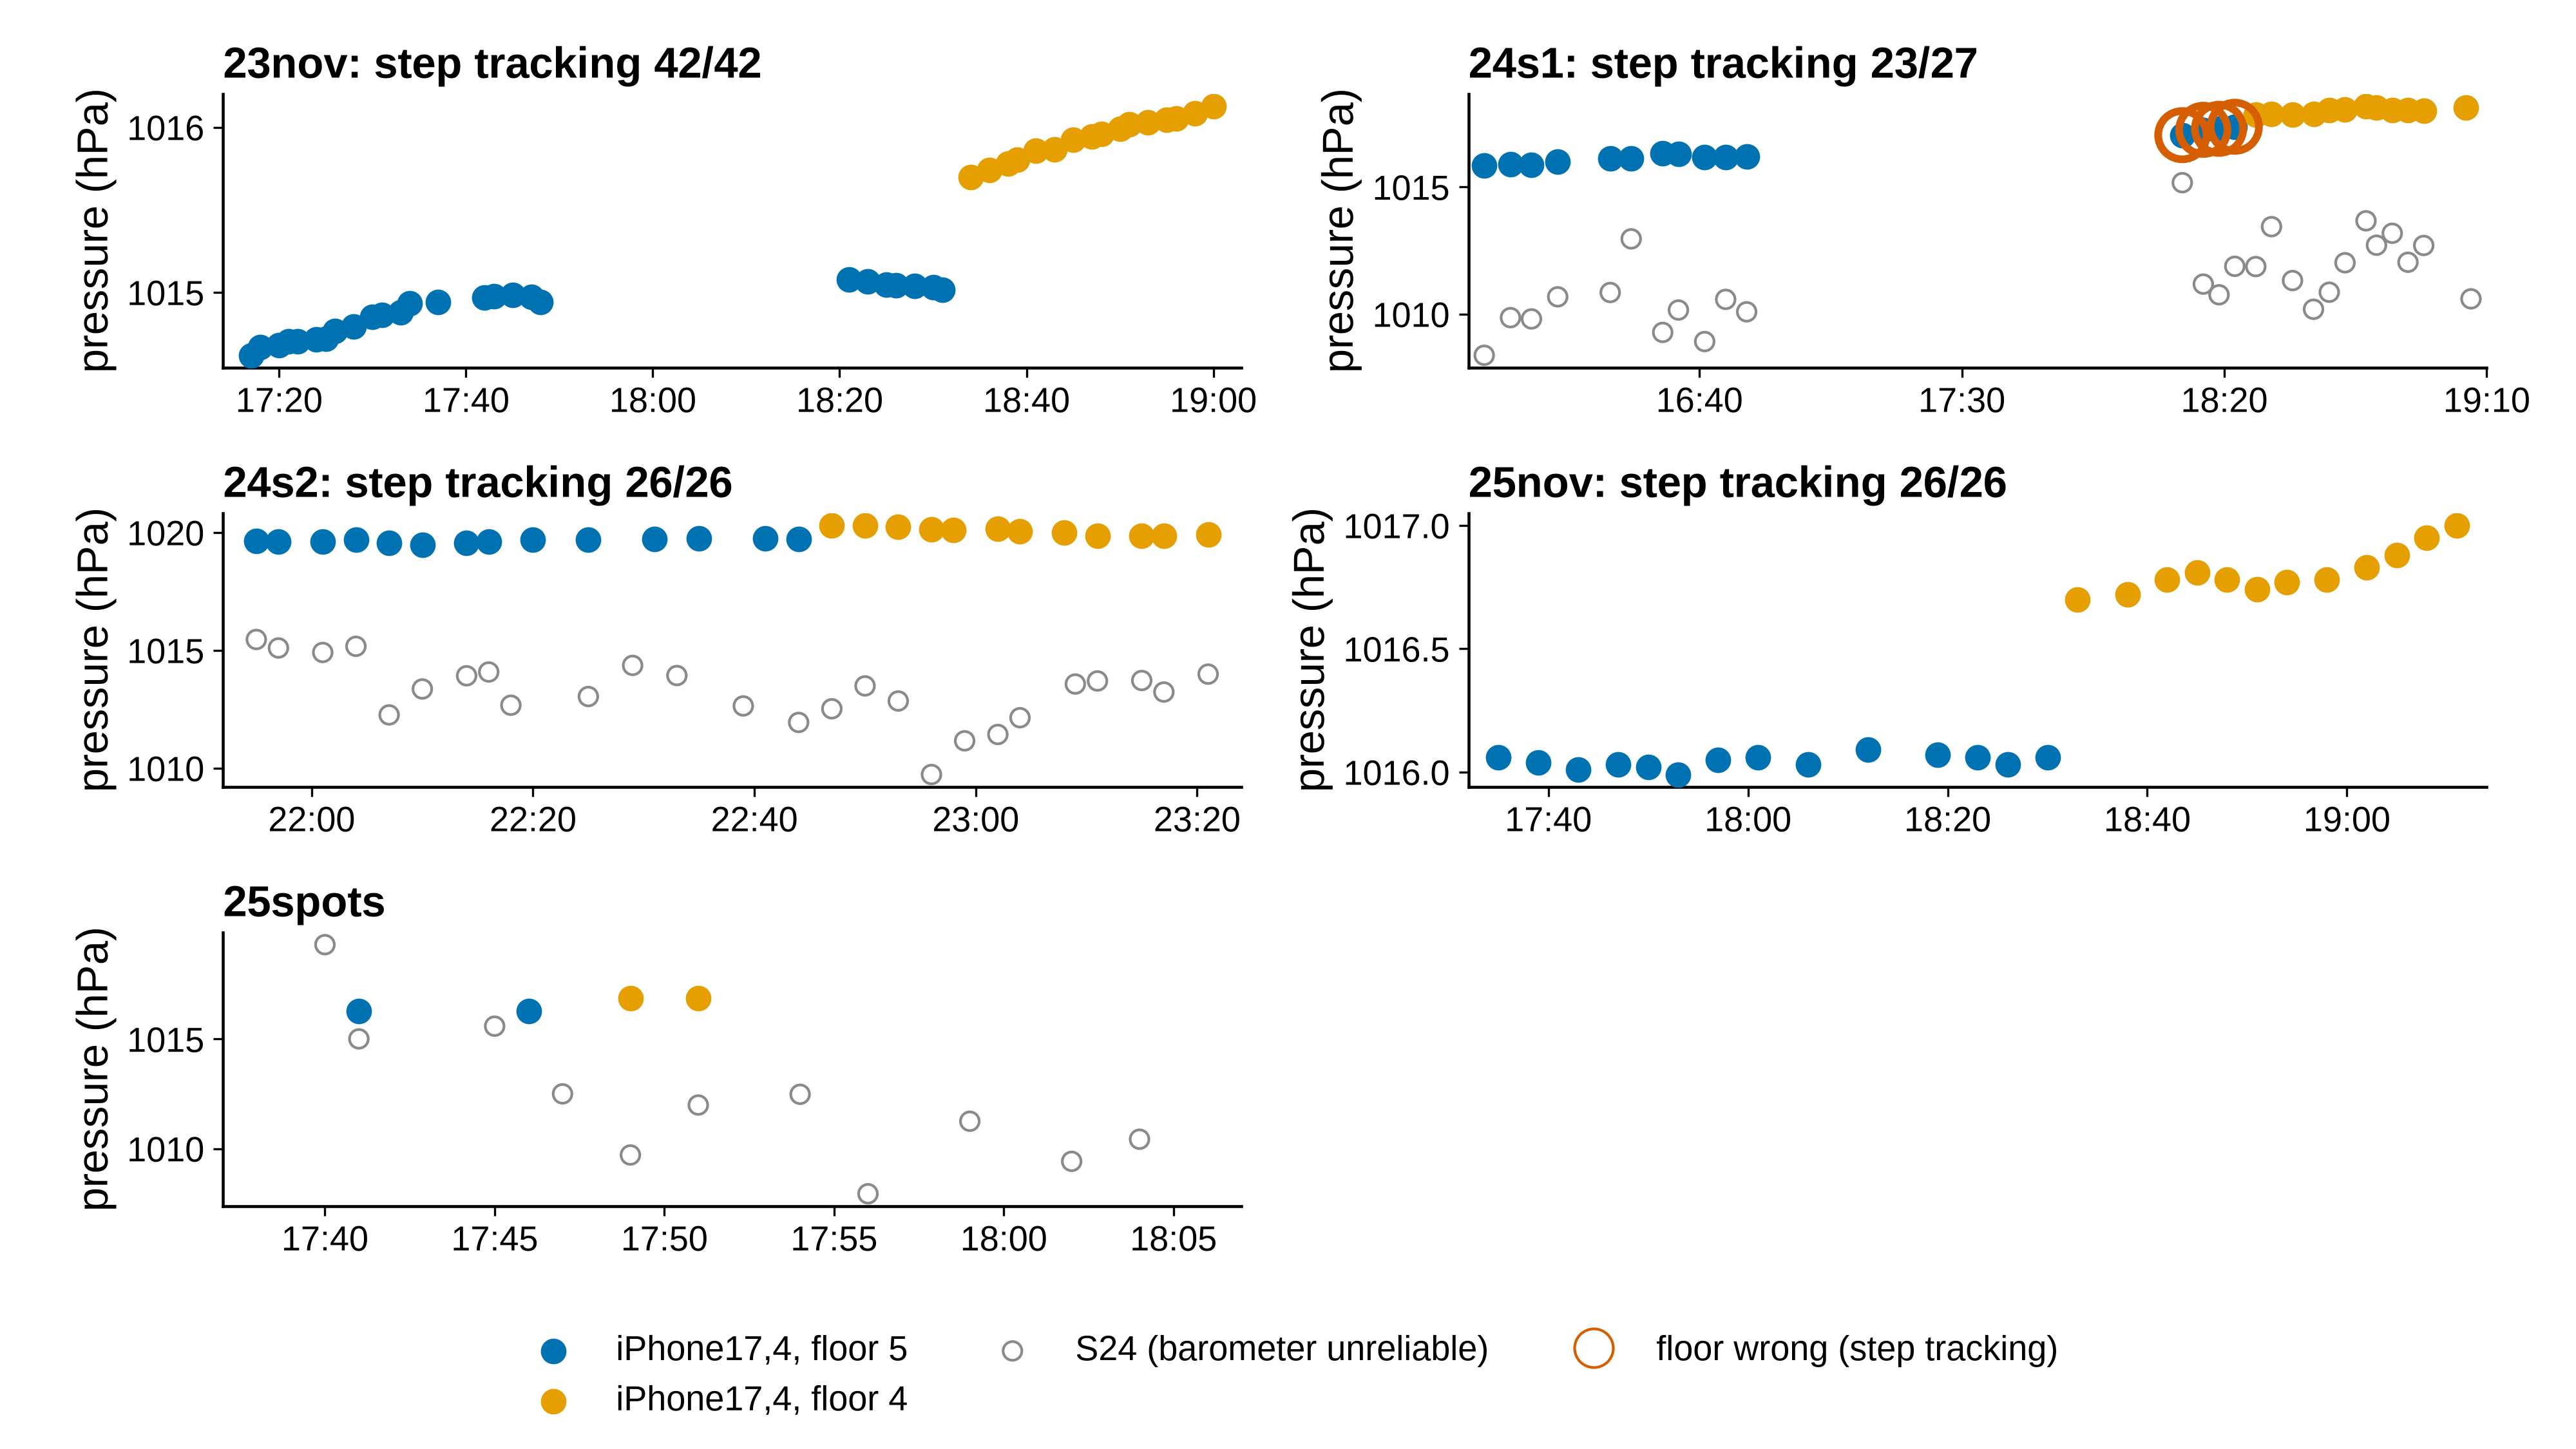 23nov: step tracking 42/42
pressure (hPa)
1016
1015
17:20 17:40 18:00 18:20 18:40 19:00
24s1: step tracking 23/27
pressure (hPa)
1015
1010
16:40 17:30 18:20 19:10
24s2: step tracking 26/26
pressure (hPa)
1020
1015
1010
22:00 22:20 22:40 23:00 23:20
25nov: step tracking 26/26
pressure (hPa)
1017.0
1016.5
1016.0
17:40 18:00 18:20 18:40 19:00
25spots
pressure (hPa)
1015
1010
17:40 17:45 17:50 17:55 18:00 18:05
iPhone17,4, floor 5
iPhone17,4, floor 4
S24 (barometer unreliable)
floor wrong (step tracking)